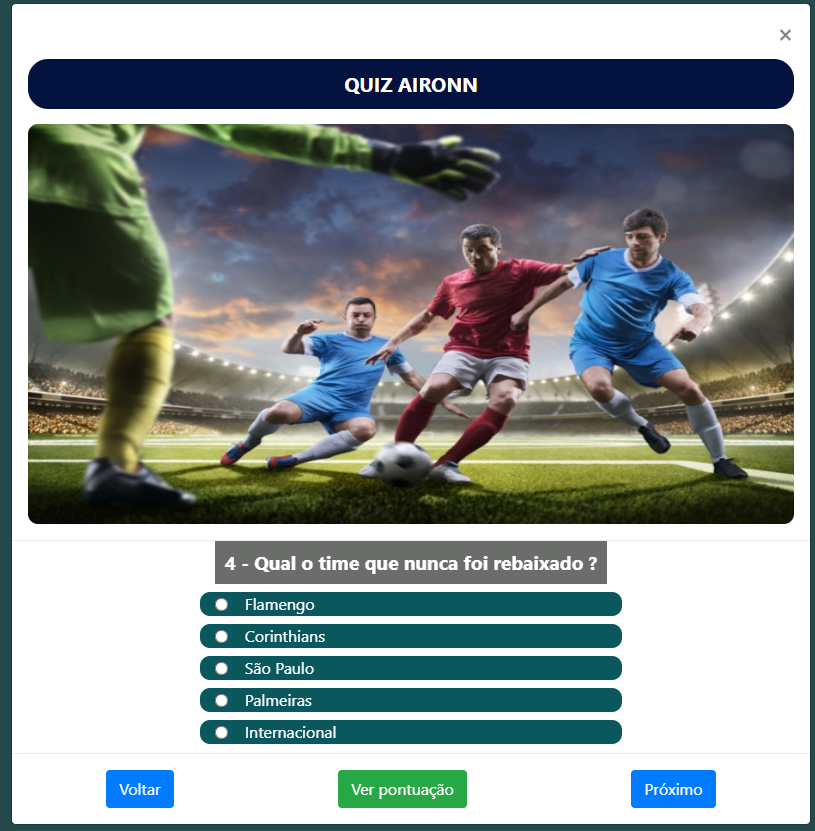 ×
QUIZ AIRONN
4 - Qual o time que nunca foi rebaixado ?
Flamengo
Corinthians
São Paulo
Palmeiras
Internacional
Voltar
Ver pontuação
Próximo